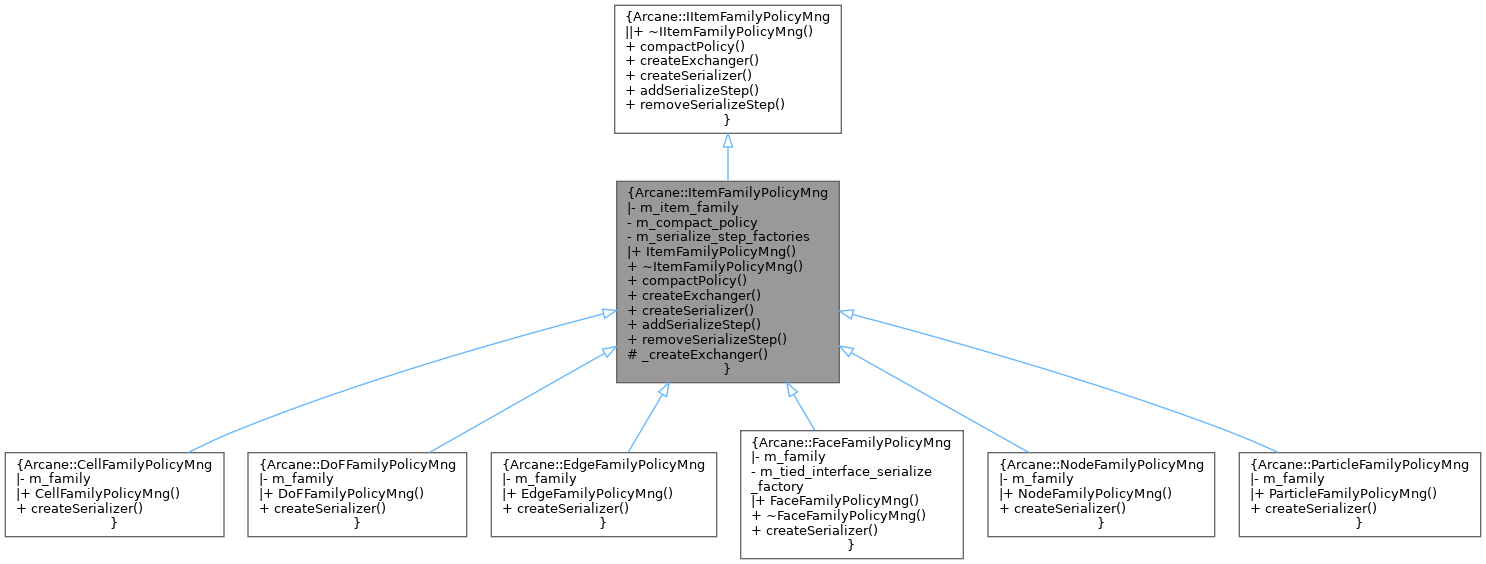 {Arcane::IItemFamilyPolicyMng
||+ ~IItemFamilyPolicyMng()
+ compactPolicy()
+ createExchanger()
+ createSerializer()
+ addSerializeStep()
+ removeSerializeStep()
}
{Arcane::ItemFamilyPolicyMng
|- m_item_family
- m_compact_policy
- m_serialize_step_factories
|+ ItemFamilyPolicyMng()
+ ~ItemFamilyPolicyMng()
+ compactPolicy()
+ createExchanger()
+ createSerializer()
+ addSerializeStep()
+ removeSerializeStep()
# _createExchanger()
}
{Arcane::CellFamilyPolicyMng
|- m_family
|+ CellFamilyPolicyMng()
+ createSerializer()
}
{Arcane::DoFFamilyPolicyMng
|- m_family
|+ DoFFamilyPolicyMng()
+ createSerializer()
}
{Arcane::EdgeFamilyPolicyMng
|- m_family
|+ EdgeFamilyPolicyMng()
+ createSerializer()
}
{Arcane::FaceFamilyPolicyMng
|- m_family
- m_tied_interface_serialize
_factory
|+ FaceFamilyPolicyMng()
+ ~FaceFamilyPolicyMng()
+ createSerializer()
}
{Arcane::NodeFamilyPolicyMng
|- m_family
|+ NodeFamilyPolicyMng()
+ createSerializer()
}
{Arcane::ParticleFamilyPolicyMng
|- m_family
|+ ParticleFamilyPolicyMng()
+ createSerializer()
}